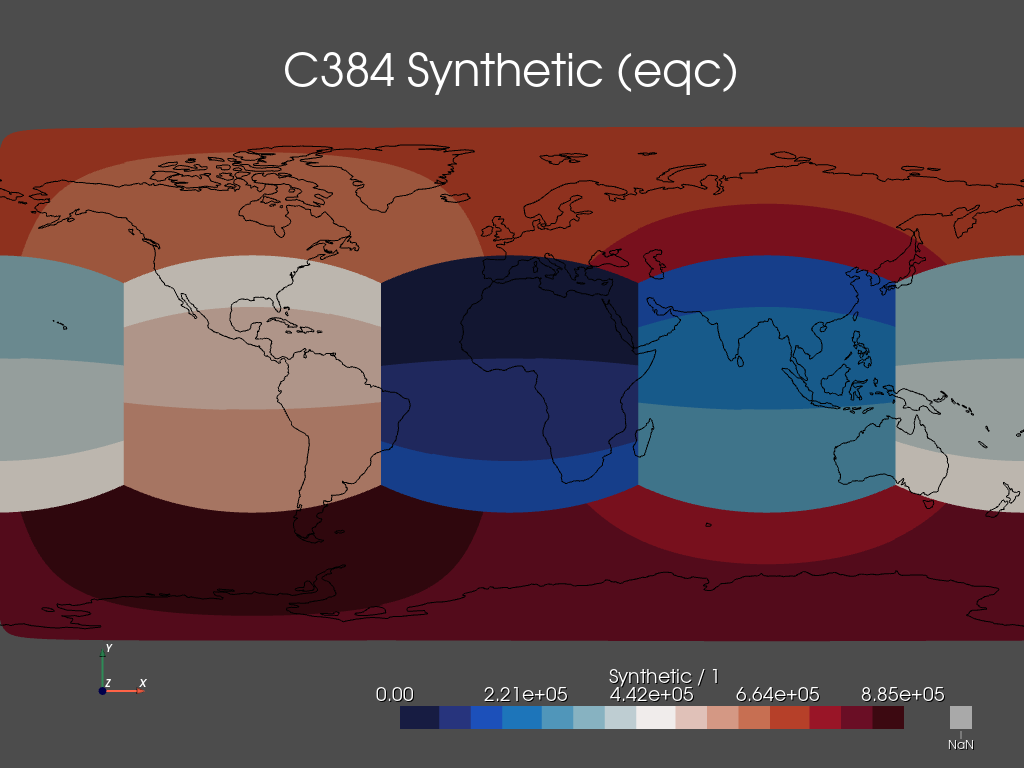 C384 Synthetic (eqc)
Y
Z X
Synthetic / 1
0.00 2.21e+05 4.42e+05 6.64e+05 8.85e+05
NaN